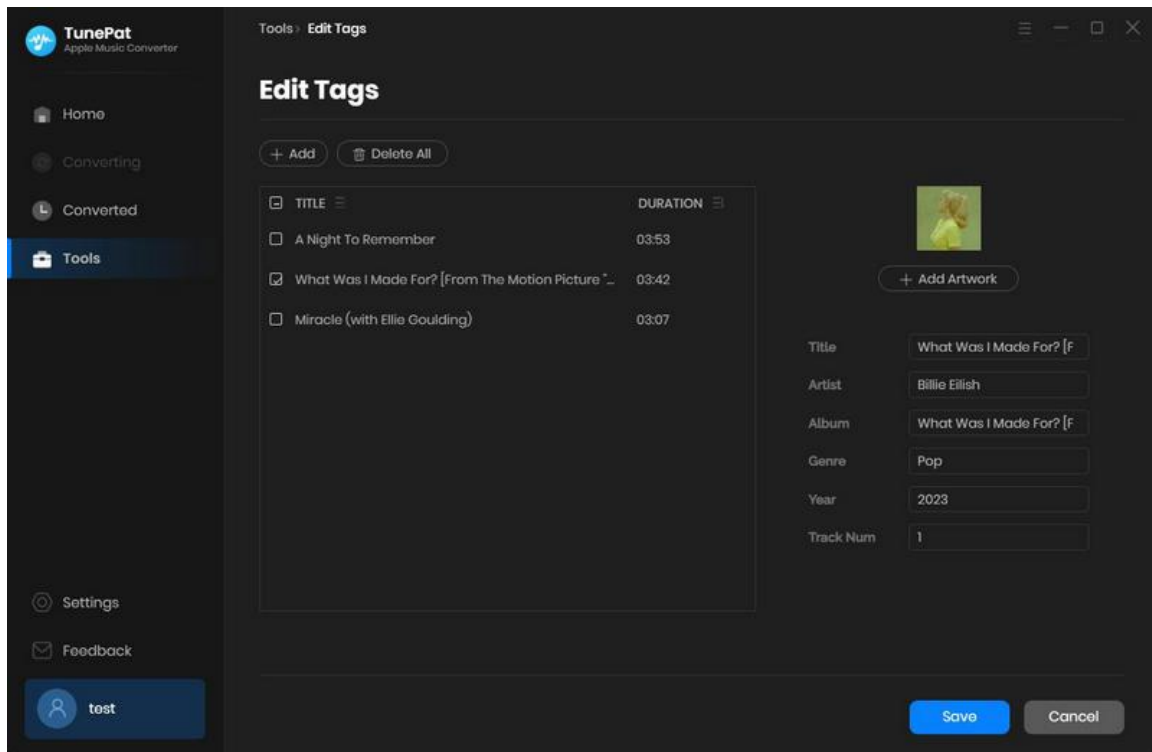 TunePat
Apple Music Converter
Tools › Edit Tags
Edit Tags
Home
Converting
Converted
Tools
+ Add
Delete All
TITLE DURATION
A Night To Remember 03:53
What Was I Made For? [From The Motion Picture "... 03:42
Miracle (with Ellie Goulding) 03:07
+ Add Artwork
Title What Was I Made For? [F
Artist Billie Eilish
Album What Was I Made For? [F
Genre Pop
Year 2023
Track Num 1
Settings
Feedback
test
Save
Cancel